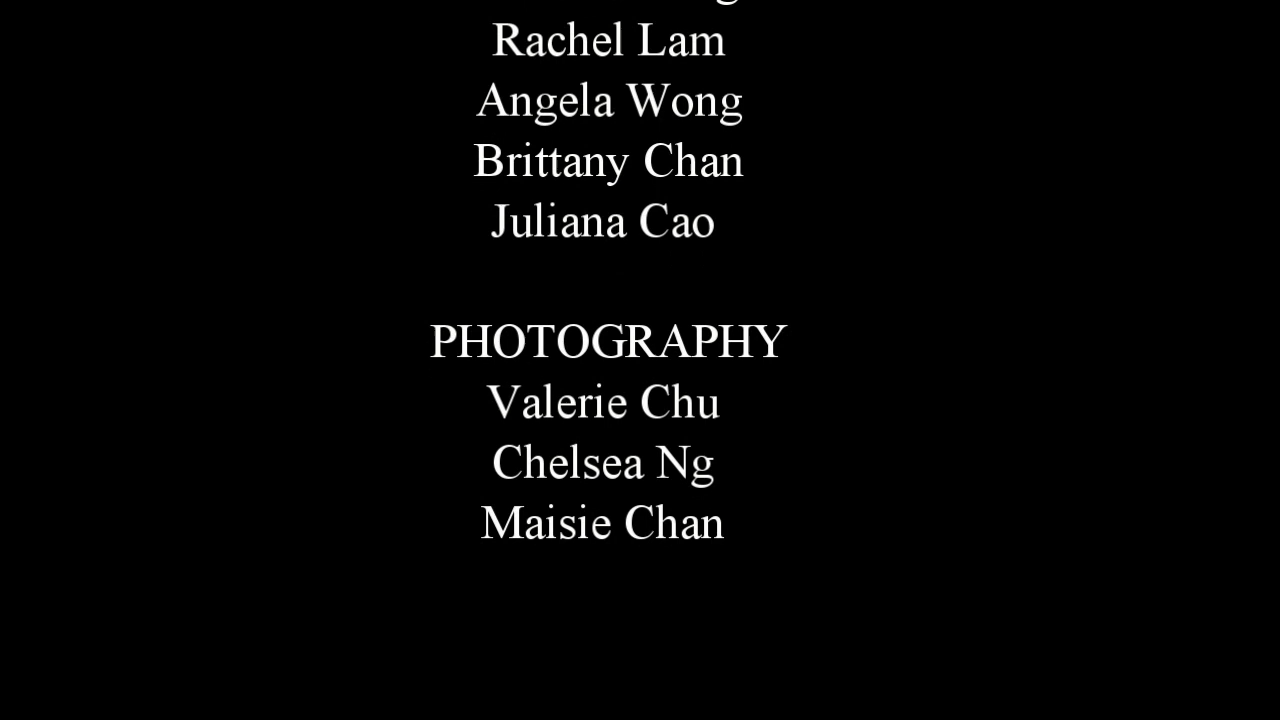 Rachel Lam
Angela Wong
Brittany Chan
Juliana Cao
PHOTOGRAPHY
Valerie Chu
Chelsea Ng
Maisie Chan